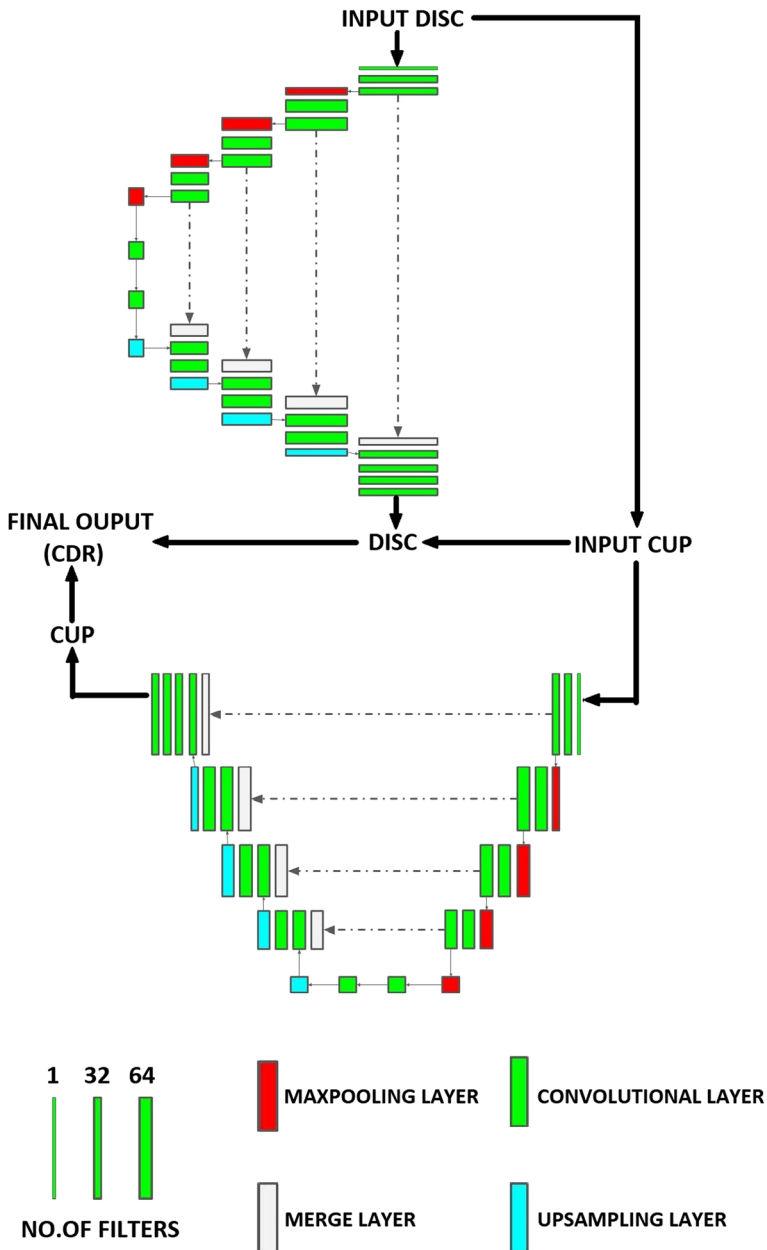 INPUT DISC
FINAL OUPUT
(CDR)
DISC
INPUT CUP
CUP
1 32 64
MAXPOOLING LAYER
CONVOLUTIONAL LAYER
NO.OF FILTERS
MERGE LAYER
UPSAMPLING LAYER